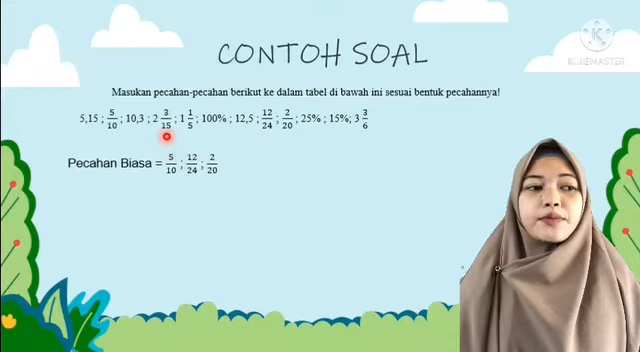 CONTOH SOAL
KINEMASTER
Masukan pecahan-pecahan berikut ke dalam tabel di bawah ini sesuai bentuk pecahannya!
5,15 ; 5/10 ; 10,3 ; 2 3/15 ; 1 1/5 ; 100% ; 12,5 ; 12/24 ; 2/20 ; 25% ; 15%; 3 3/6
Pecahan Biasa = 5/10 ; 12/24 ; 2/20